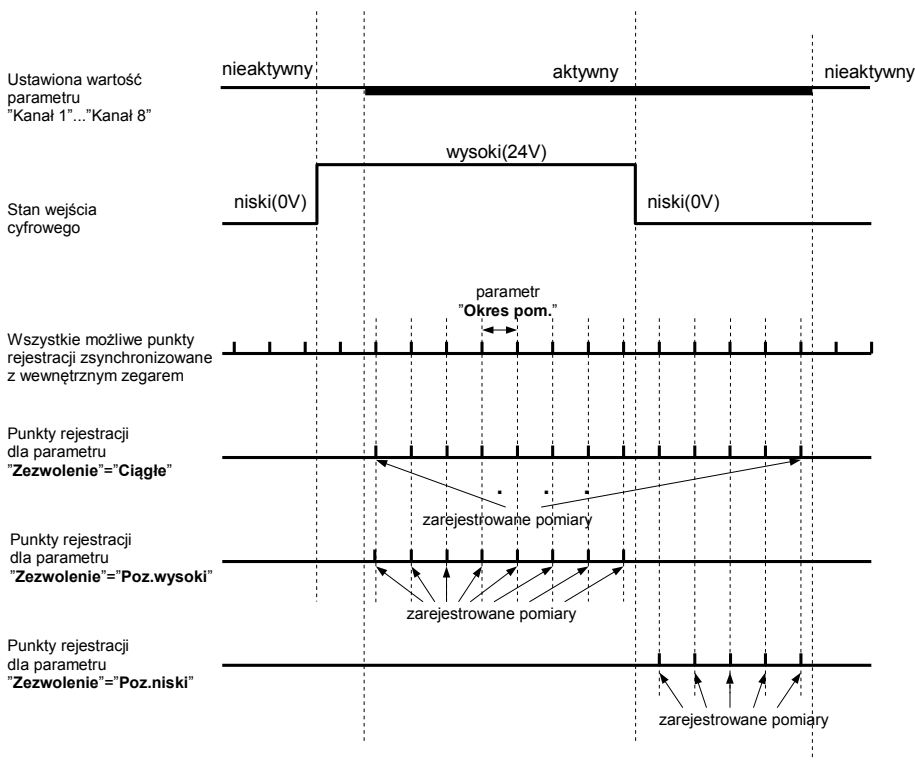 nieaktywny
aktywny
nieaktywny
Ustawiona wartość
parametru
"Kanał 1"..."Kanał 8"
wysoki(24V)
niski(0V)
niski(0V)
Stan wejścia
cyfrowego
parametr
"Okres pom."
Wszystkie możliwe punkty
rejestracji zsynchronizowane
z wewnętrznym zegarem
Punkty rejestracji
dla parametru
"Zezwolenie"="Ciągłe"
. . .
zarejestrowane pomiary
Punkty rejestracji
dla parametru
"Zezwolenie"="Poz.wysoki"
zarejestrowane pomiary
Punkty rejestracji
dla parametru
"Zezwolenie"="Poz.niski"
zarejestrowane pomiary